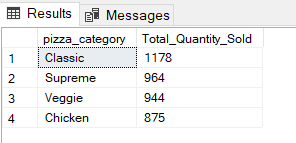 Results Messages
pizza_category Total_Quantity_Sold
1 Classic 1178
2 Supreme 964
3 Veggie 944
4 Chicken 875